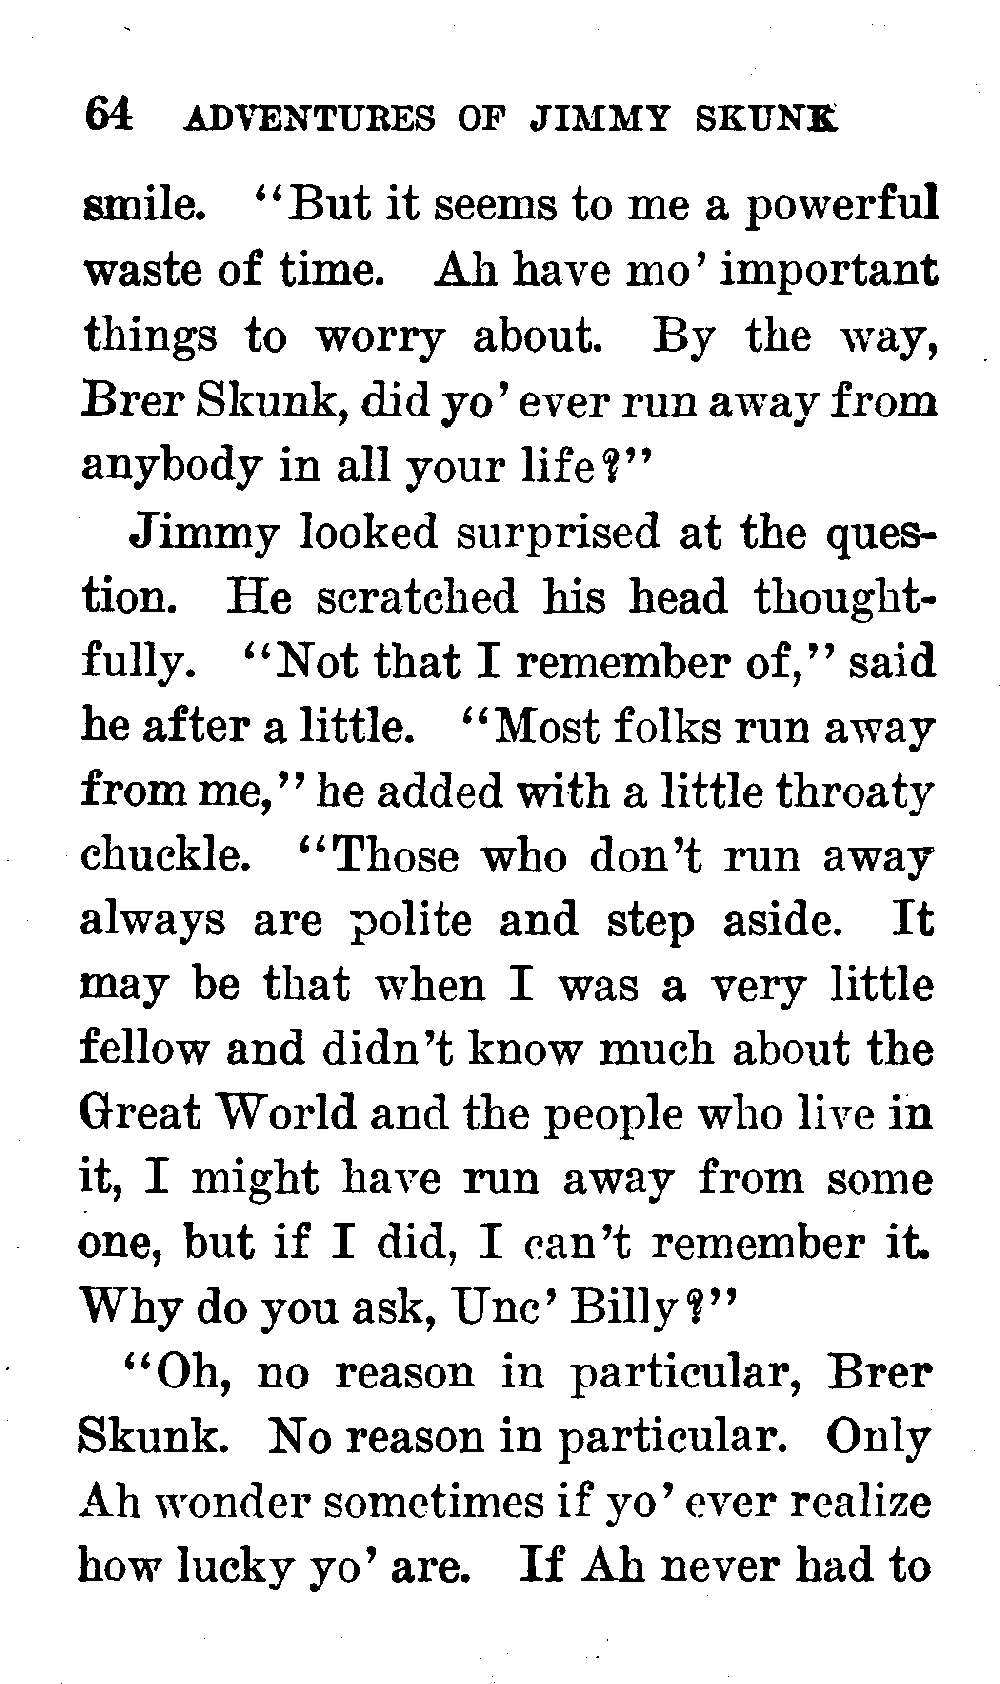 64 ADVENTURES OF JIMMY SKUNK
smile. "But it seems to me a powerful
waste of time. Ah have mo' important
things to worry about. By the way,
Brer Skunk, did yo' ever run away from
anybody in all your life?"
Jimmy looked surprised at the ques-
tion. He scratched his head thought-
fully. "Not that I remember of," said
he after a little. "Most folks run away
from me," he added with a little throaty
chuckle. "Those who don't run away
always are polite and step aside. It
may be that when I was a very little
fellow and didn't know much about the
Great World and the people who live in
it, I might have run away from some
one, but if I did, I can't remember it.
Why do you ask, Unc' Billy?"
"Oh, no reason in particular, Brer
Skunk. No reason in particular. Only
Ah wonder sometimes if yo' ever realize
how lucky yo' are. If Ah never had to